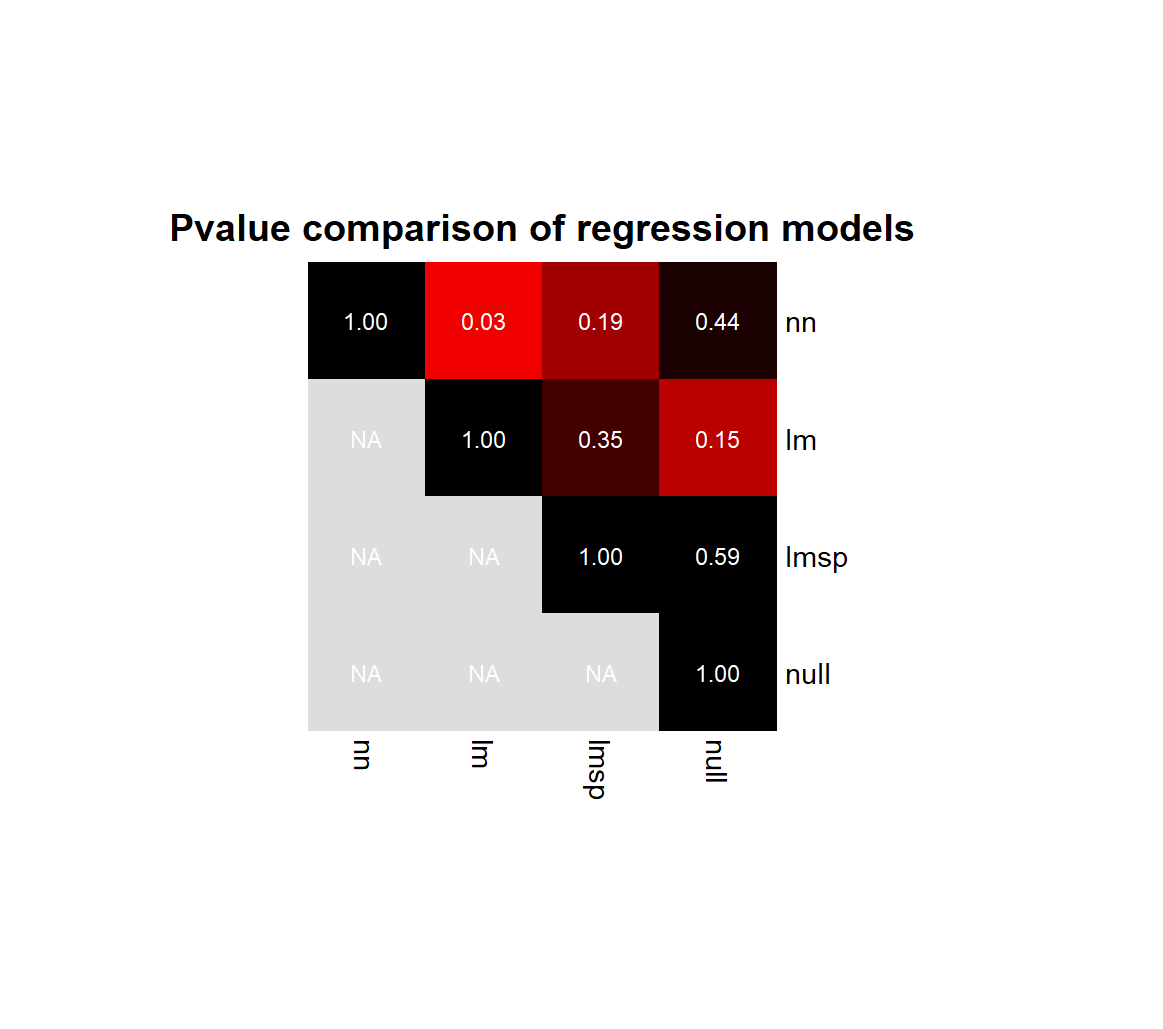 Pvalue comparison of regression models
1.00 0.03 0.19 0.44 nn
NA 1.00 0.35 0.15 lm
NA NA 1.00 0.59 lmsp
NA NA NA 1.00 null
nn lm lmsp null